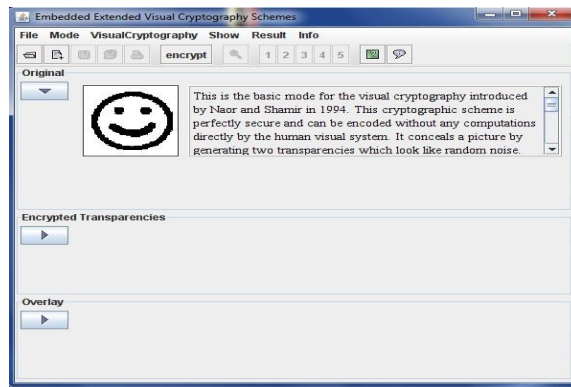 Embedded Extended Visual Cryptography Schemes
File Mode VisualCryptography Show Result Info
encrypt 1 2 3 4 5
Original
This is the basic mode for the visual cryptography introduced
by Naor and Shamir in 1994. This cryptographic scheme is
perfectly secure and can be encoded without any computations
directly by the human visual system. It conceals a picture by
generating two transparencies which look like random noise.
Encrypted Transparencies
Overlay